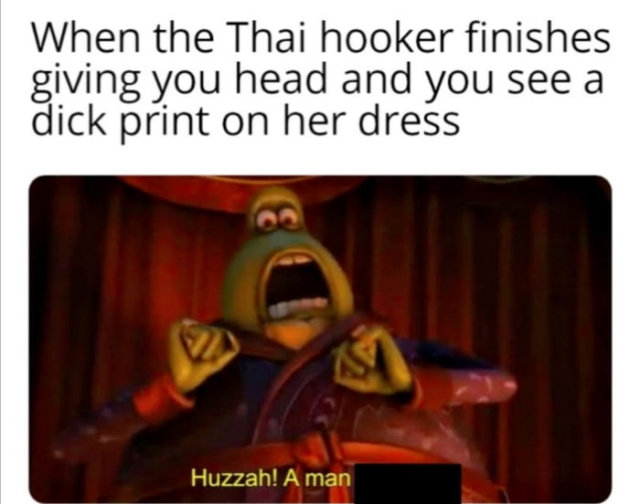 When the Thai hooker finishes
giving you head and you see a
dick print on her dress
Huzzah! A man